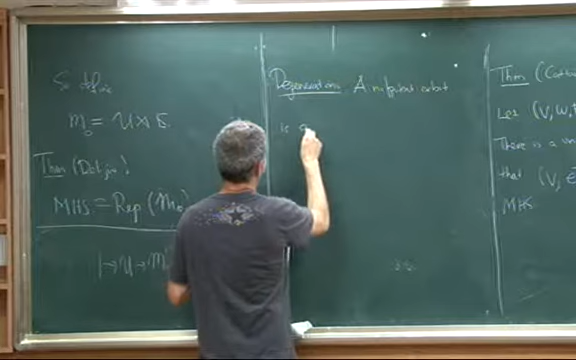 So define
M₀ = U ⋊ S
Thm (Deligne)
MHS = Rep (M₀
1 → U → M
Degenerations. A nilpotent orbit
is a
Thm (Cattan
Let (V, W,
There is a
that (V, e
MHS